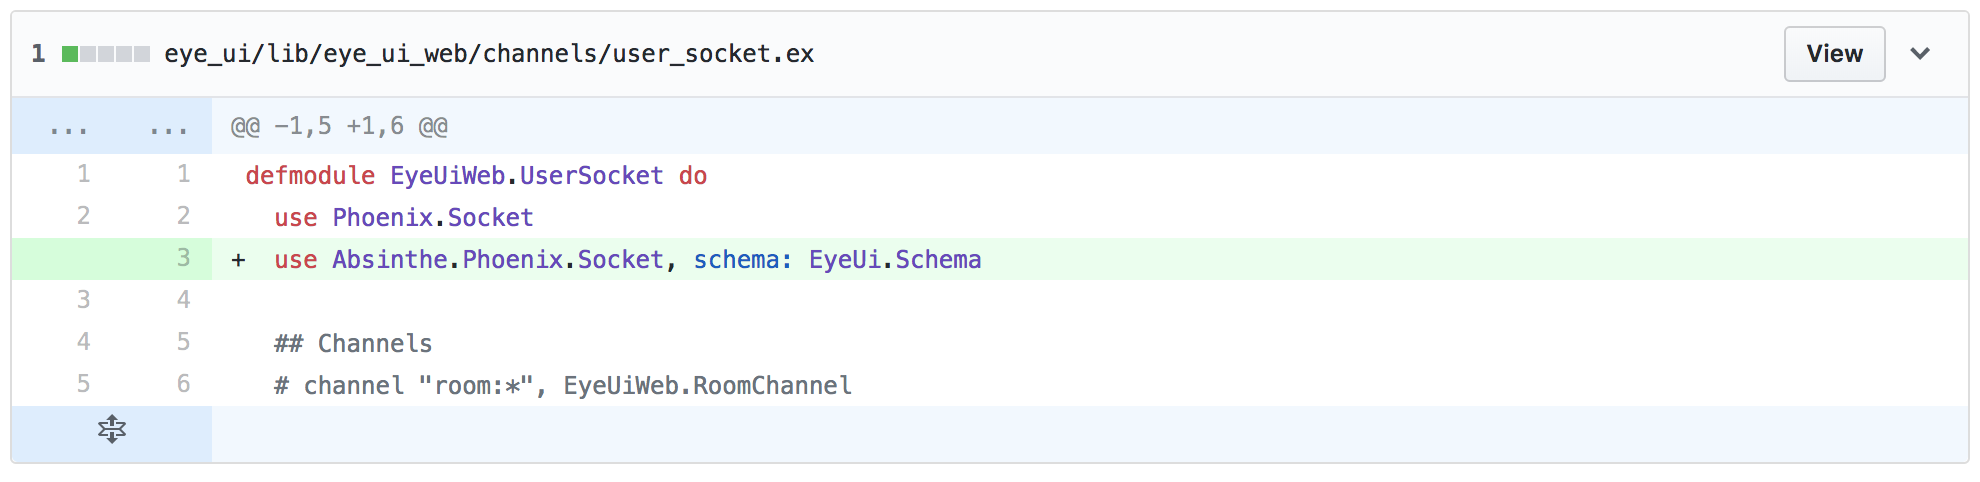 1 eye_ui/lib/eye_ui_web/channels/user_socket.ex View
... ... @@ -1,5 +1,6 @@
1 1 defmodule EyeUiWeb.UserSocket do
2 2 use Phoenix.Socket
3 + use Absinthe.Phoenix.Socket, schema: EyeUi.Schema
3 4
4 5 ## Channels
5 6 # channel "room:*", EyeUiWeb.RoomChannel